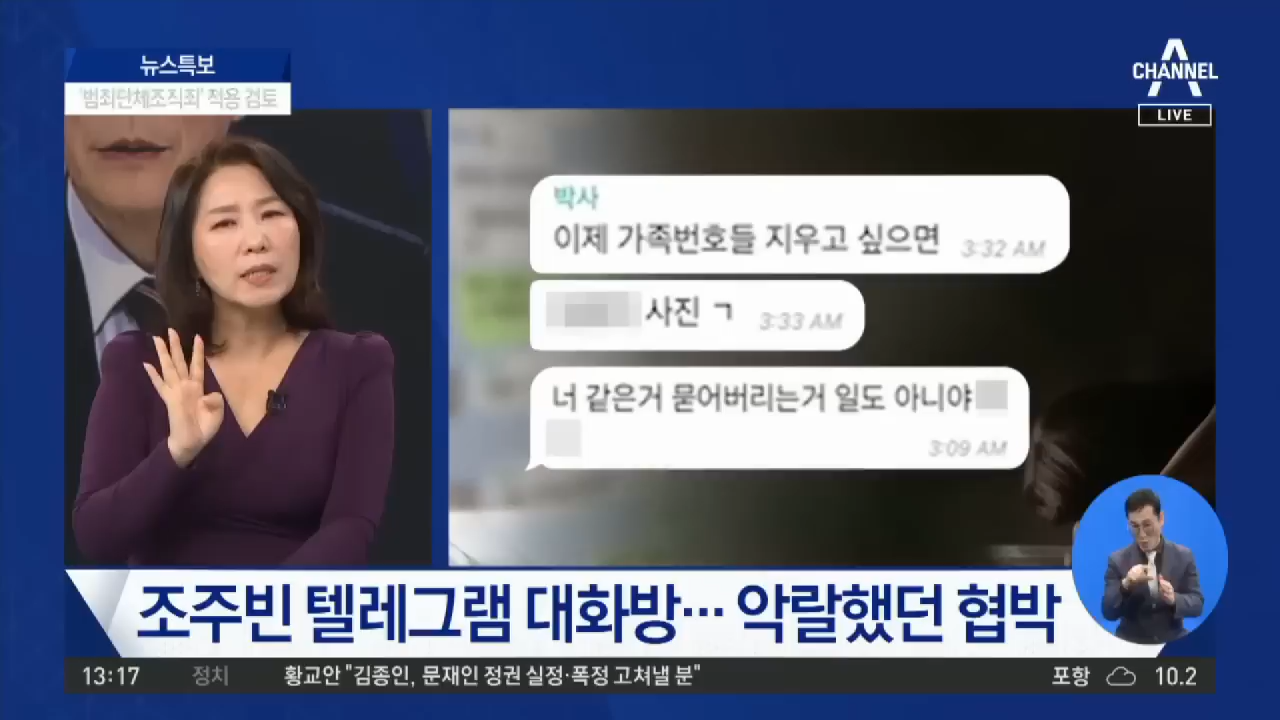 뉴스특보
'범죄단체조직죄' 적용 검토
CHANNEL A
LIVE
박사
이제 가족번호들 지우고 싶으면 3:32 AM
사진 ㄱ 3:33 AM
너 같은거 묻어버리는거 일도 아니야
3:09 AM
조주빈 텔레그램 대화방… 악랄했던 협박
13:17 정치 황교안 "김종인, 문재인 정권 실정·폭정 고쳐낼 분" 포항 10.2